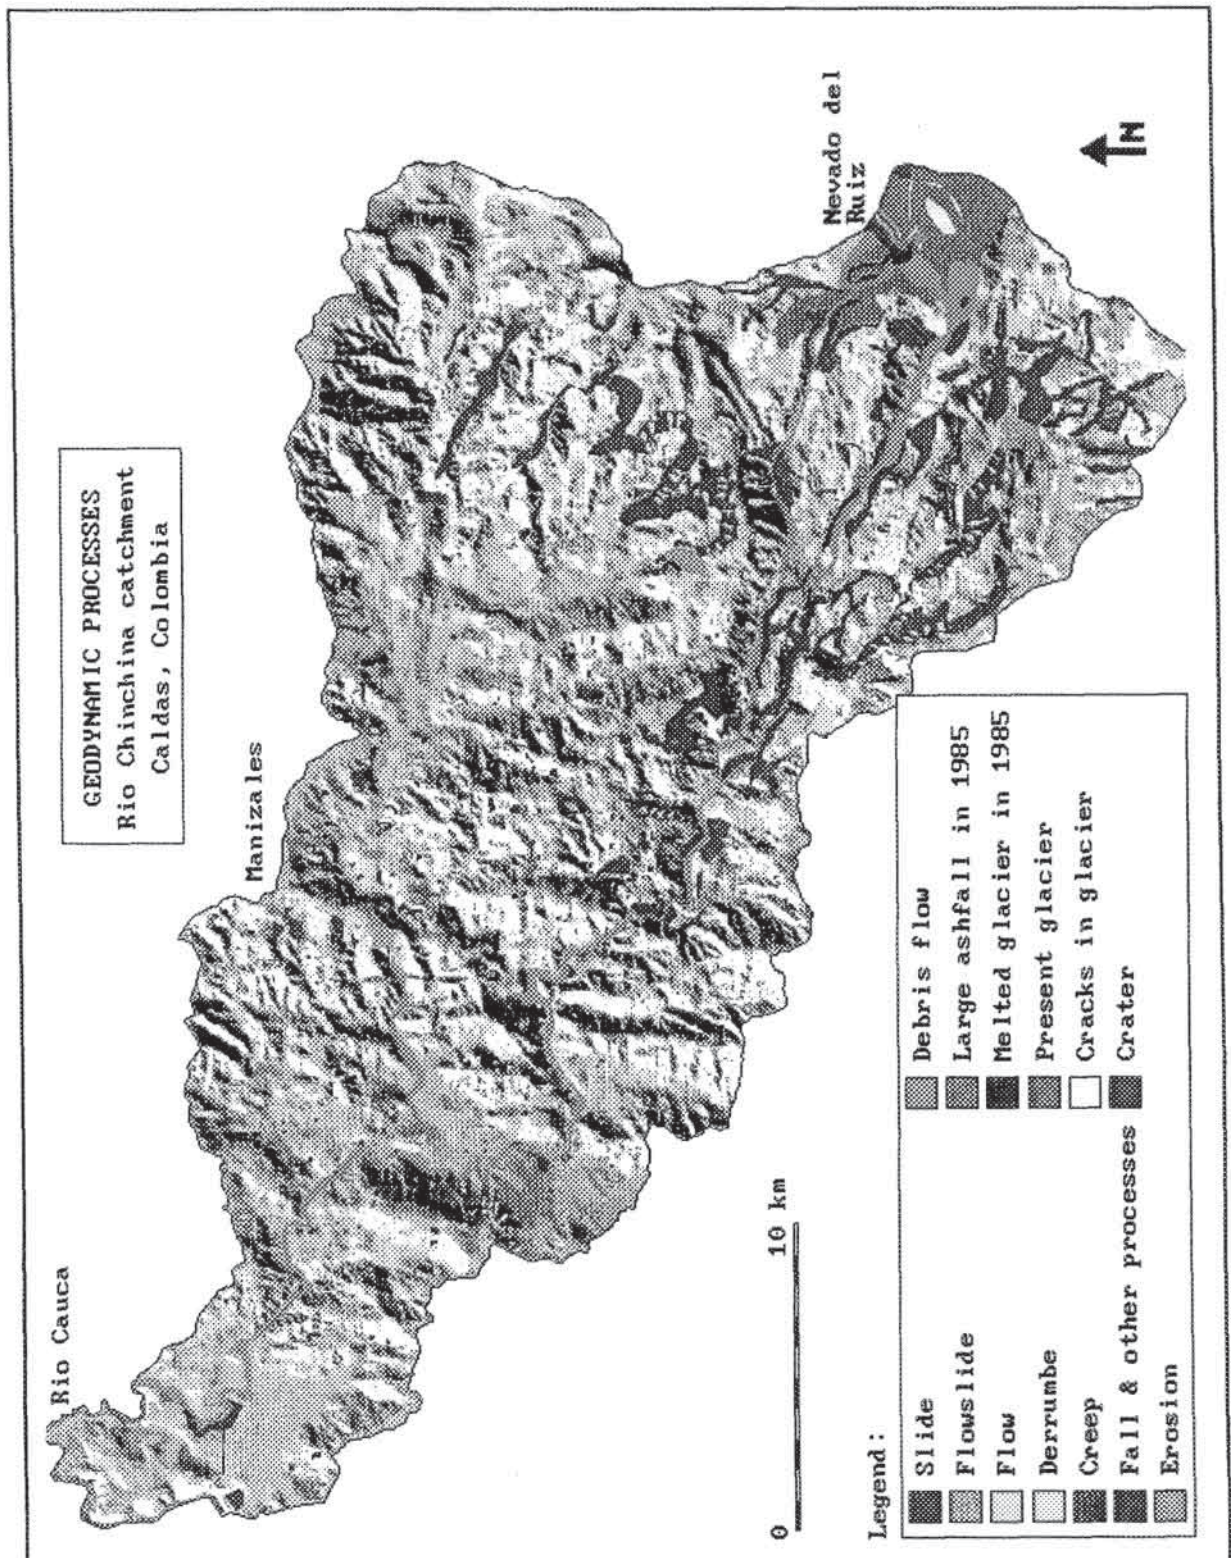 GEODYNAMIC PROCESSES
Rio Chinchina catchment
Caldas, Colombia
Rio Cauca
Manizales
Nevado del
Ruiz
N
0 10 km
Legend:
Slide
Flowslide
Flow
Derrumbe
Creep
Fall & other processes
Erosion
Debris flow
Large ashfall in 1985
Melted glacier in 1985
Present glacier
Cracks in glacier
Crater